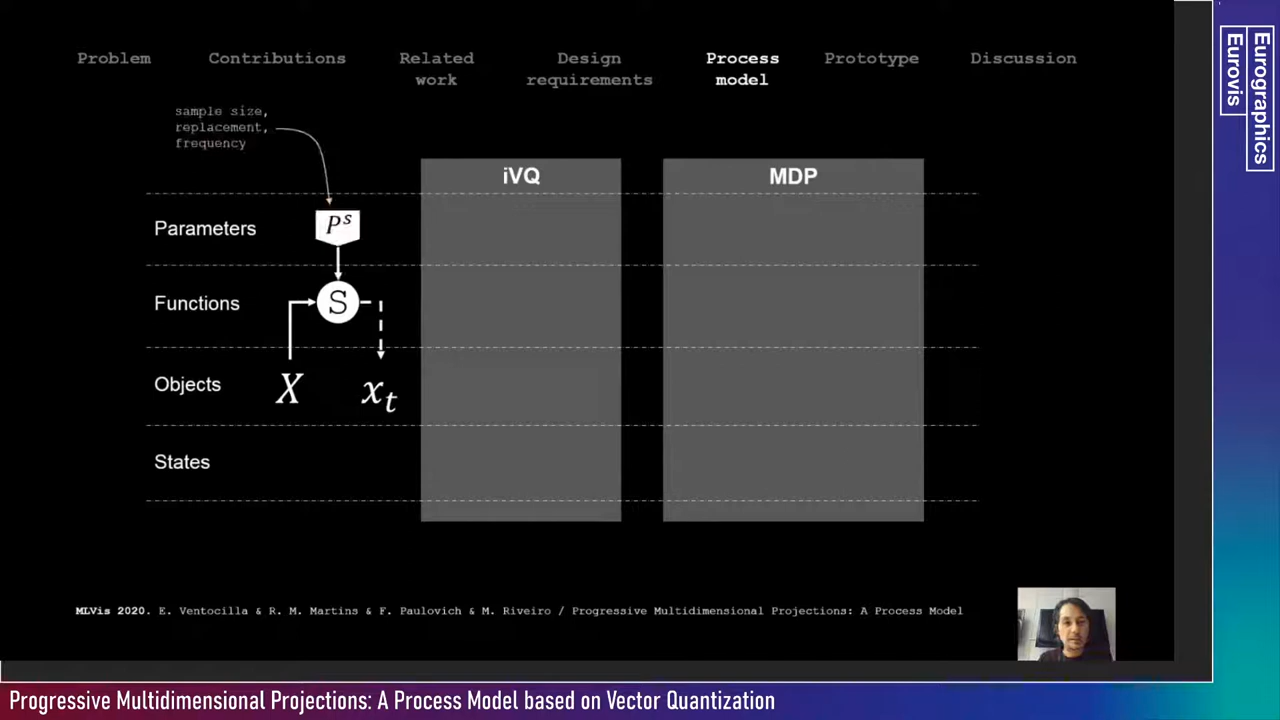 Problem
Contributions
Related
work
Design
requirements
Process
model
Prototype
Discussion
sample size,
replacement,
frequency
iVQ
MDP
Parameters
P^s
Functions
S
Objects
X
x_t
States
MLVis 2020. E. Ventocilla & R. M. Martins & F. Paulovich & M. Riveiro / Progressive Multidimensional Projections: A Process Model
Eurographics
Eurovis
Progressive Multidimensional Projections: A Process Model based on Vector Quantization